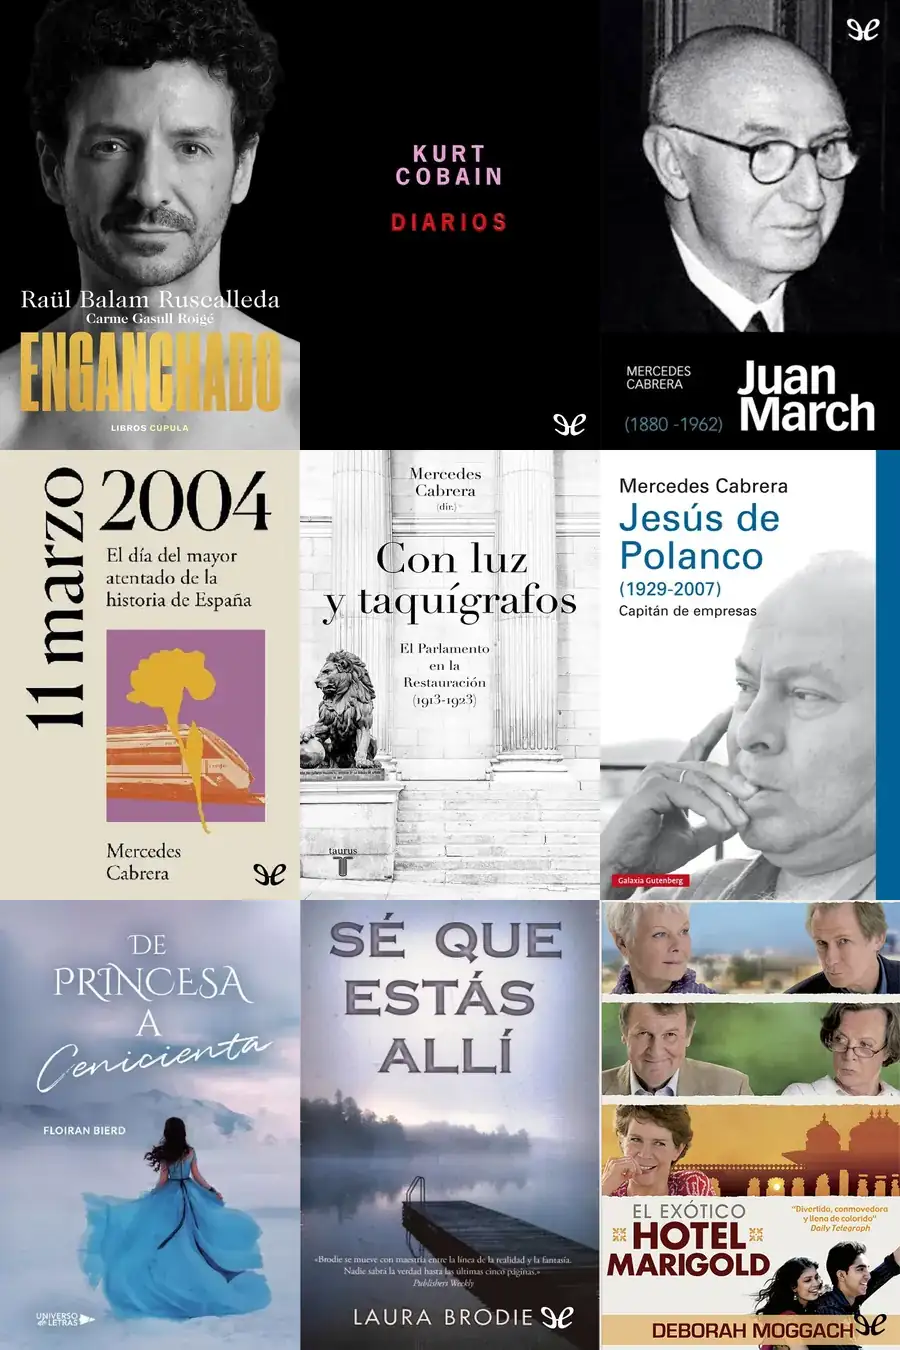 Raül Balam Ruscalleda
Carme Gasull Roigé
ENGANCHADO
LIBROS CÚPULA
KURT
COBAIN
DIARIOS
MERCEDES
CABRERA
(1880 -1962)
Juan
March
11 marzo
2004
El día del mayor
atentado de la
historia de España
Mercedes
Cabrera
Mercedes
Cabrera
(dir.)
Con luz
y taquígrafos
El Parlamento
en la
Restauración
(1913-1923)
taurus
T
Mercedes Cabrera
Jesús de
Polanco
(1929-2007)
Capitán de empresas
Galaxia Gutenberg
DE
PRINCESA
A
Cenicienta
FLOIRAN BIERD
UNIVERSO
de LETRAS
SÉ QUE
ESTÁS
ALLÍ
«Brodie se mueve con maestría entre la línea de la realidad y la fantasía.
Nadie sabrá la verdad hasta las últimas cinco páginas.»
Publishers Weekly
LAURA BRODIE
EL EXÓTICO
HOTEL
MARIGOLD
"Divertida, conmovedora
y llena de colorido"
Daily Telegraph
DEBORAH MOGGACH